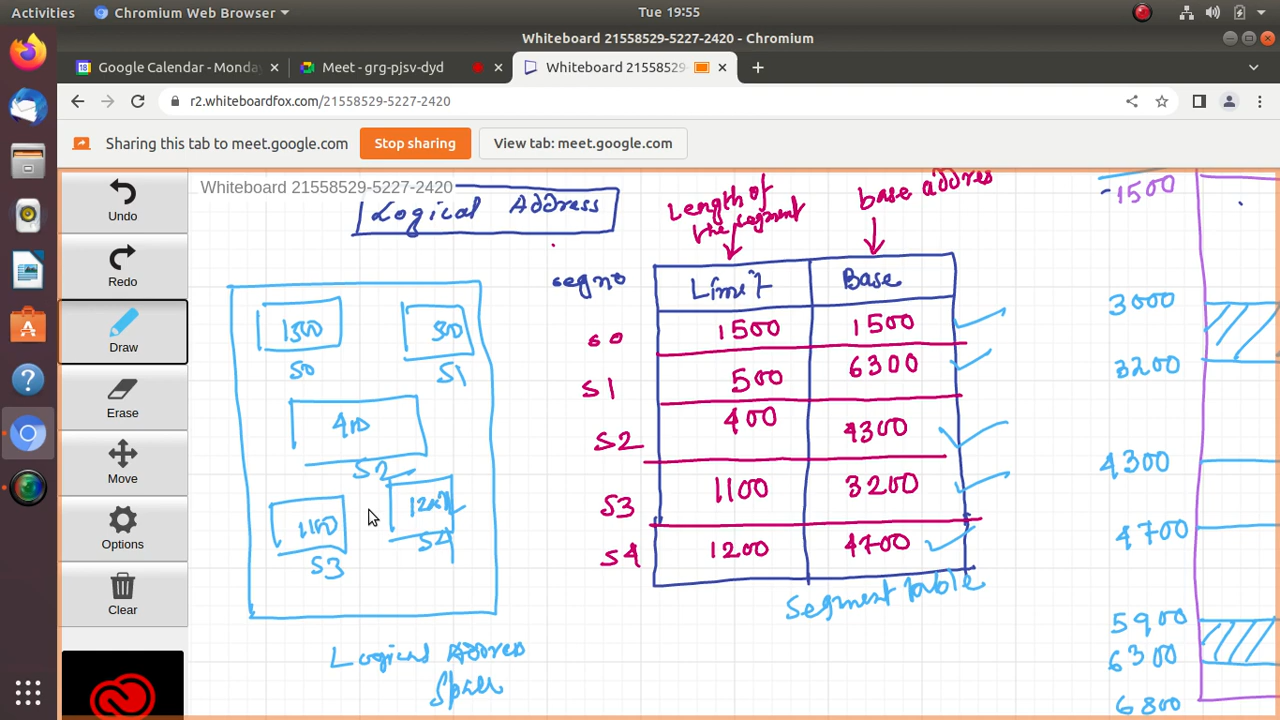 Activities Chromium Web Browser Tue 19:55
Whiteboard 21558529-5227-2420 - Chromium
Google Calendar - Monda
Meet - grg-pjsv-dyd
Whiteboard 21558529-
r2.whiteboardfox.com/21558529-5227-2420
Sharing this tab to meet.google.com
Stop sharing
View tab: meet.google.com
Undo
Redo
Draw
Erase
Move
Options
Clear
Whiteboard 21558529-5227-2420
Logical Address
Length of
the segment
base addres
segno
Limit Base
S0 1500 1500
S1 500 6300
S2 400 4300
S3 1100 3200
S4 1200 4700
Segment table
1500 500
S0 S1
400
S2
1100 1200
S3 S4
Logical Addres
Space
1500
3000
3200
4300
4700
5900
6300
6800